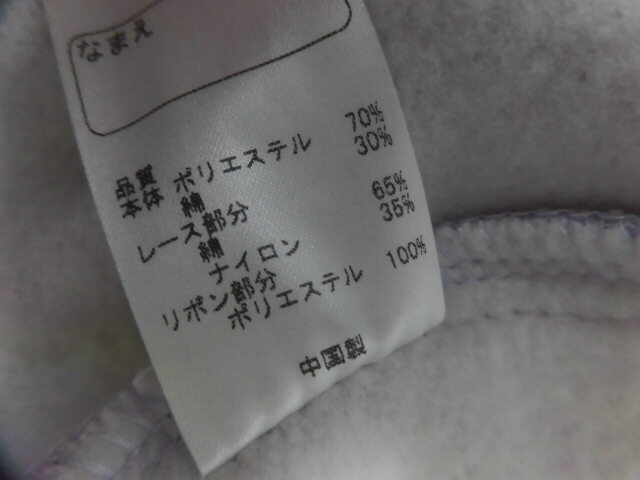 なまえ
品質
本体 ポリエステル 70%
綿 30%
レース部分
綿 65%
ナイロン 35%
リボン部分
ポリエステル 100%
中国製